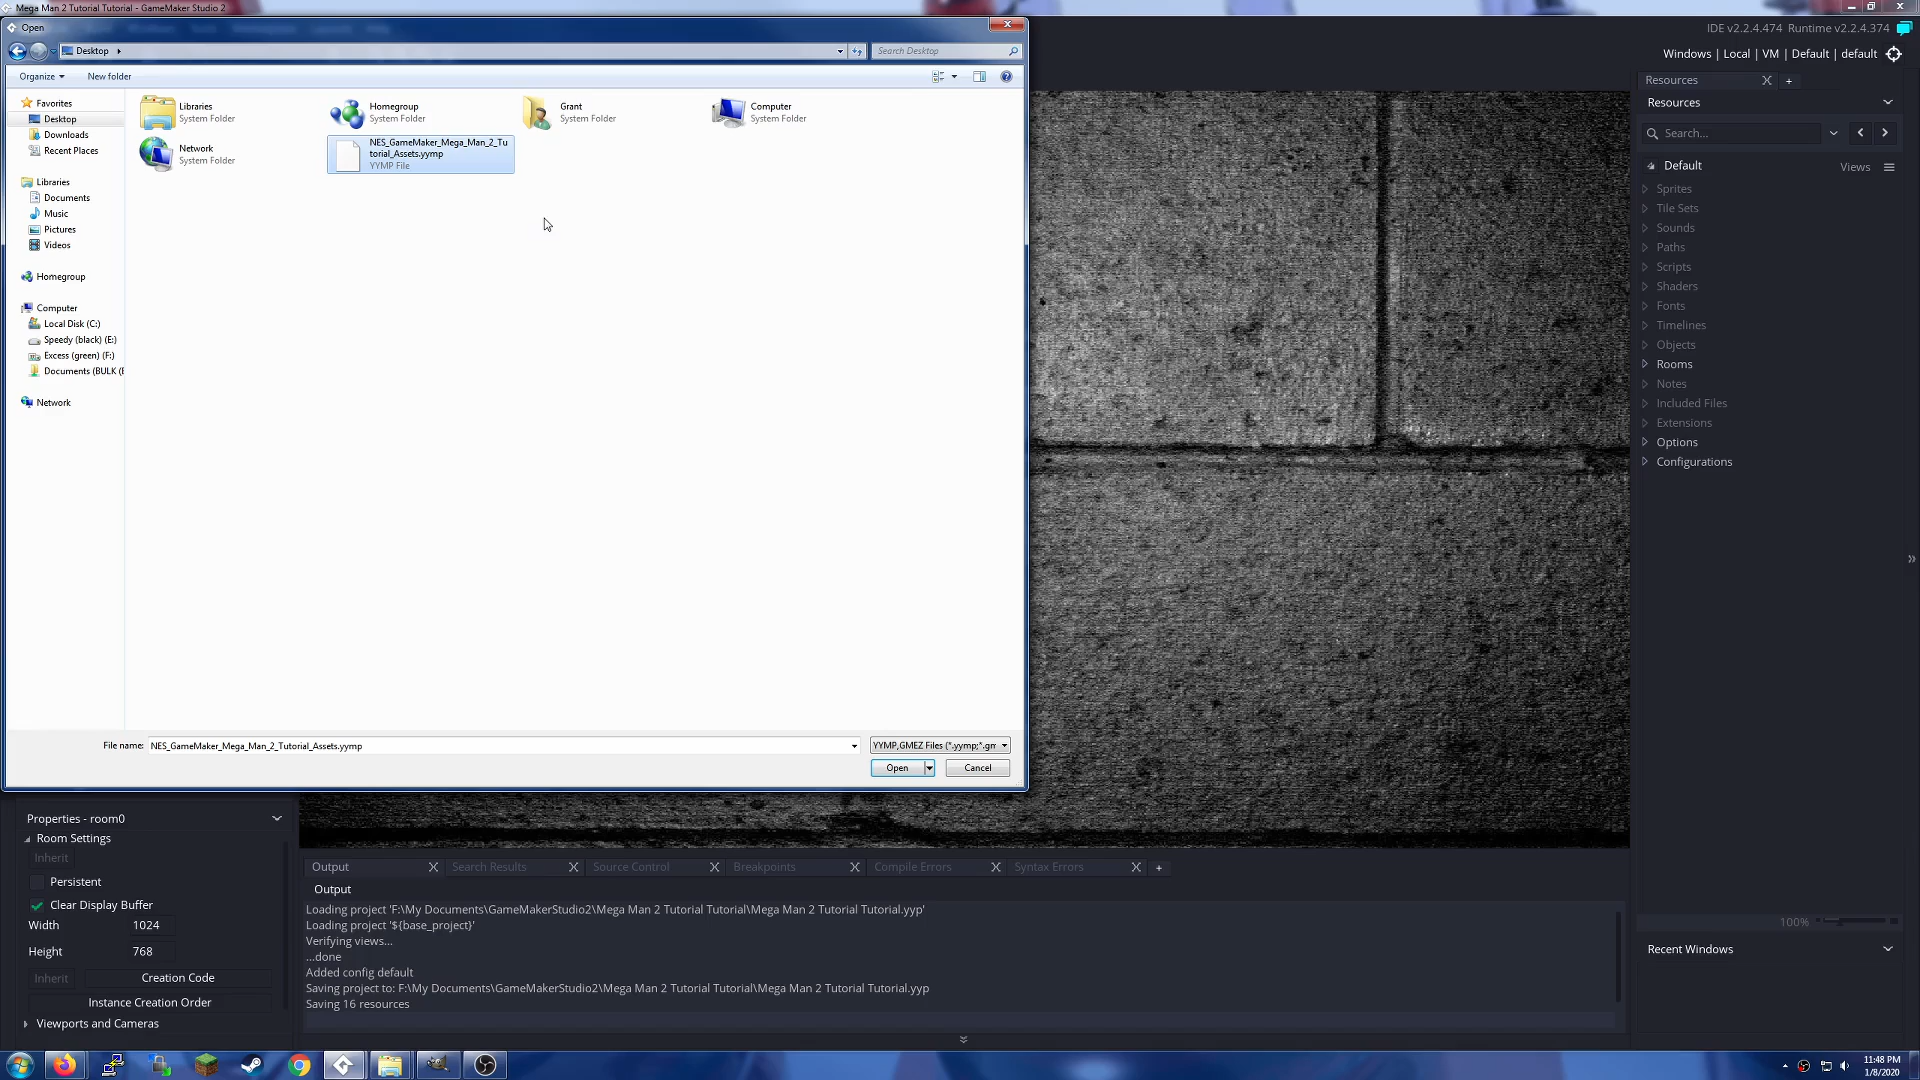 Mega Man 2 Tutorial Tutorial - GameMaker Studio 2
Open
Desktop
Search Desktop
Organize
New folder
Favorites
Desktop
Downloads
Recent Places
Libraries
Documents
Music
Pictures
Videos
Homegroup
Computer
Local Disk (C:)
Speedy (black) (E:)
Excess (green) (F:)
Documents (BULK (E
Network
Libraries
System Folder
Homegroup
System Folder
Grant
System Folder
Computer
System Folder
Network
System Folder
NES_GameMaker_Mega_Man_2_Tu
torial_Assets.yymp
YYMP File
File name:
NES_GameMaker_Mega_Man_2_Tutorial_Assets.yymp
YYMP,GMEZ Files (*.yymp;*.gm
Open
Cancel
IDE v2.2.4.474 Runtime v2.2.4.374
Windows | Local | VM | Default | default
Resources
Resources
Search...
Default
Views
Sprites
Tile Sets
Sounds
Paths
Scripts
Shaders
Fonts
Timelines
Objects
Rooms
Notes
Included Files
Extensions
Options
Configurations
100%
Recent Windows
Properties - room0
Room Settings
Inherit
Persistent
Clear Display Buffer
Width 1024
Height 768
Inherit
Creation Code
Instance Creation Order
Viewports and Cameras
Output
Search Results
Source Control
Breakpoints
Compile Errors
Syntax Errors
Output
Loading project 'F:\My Documents\GameMakerStudio2\Mega Man 2 Tutorial Tutorial\Mega Man 2 Tutorial Tutorial.yyp'
Loading project '${base_project}'
Verifying views...
...done
Added config default
Saving project to: F:\My Documents\GameMakerStudio2\Mega Man 2 Tutorial Tutorial\Mega Man 2 Tutorial Tutorial.yyp
Saving 16 resources
11:48 PM
1/8/2020